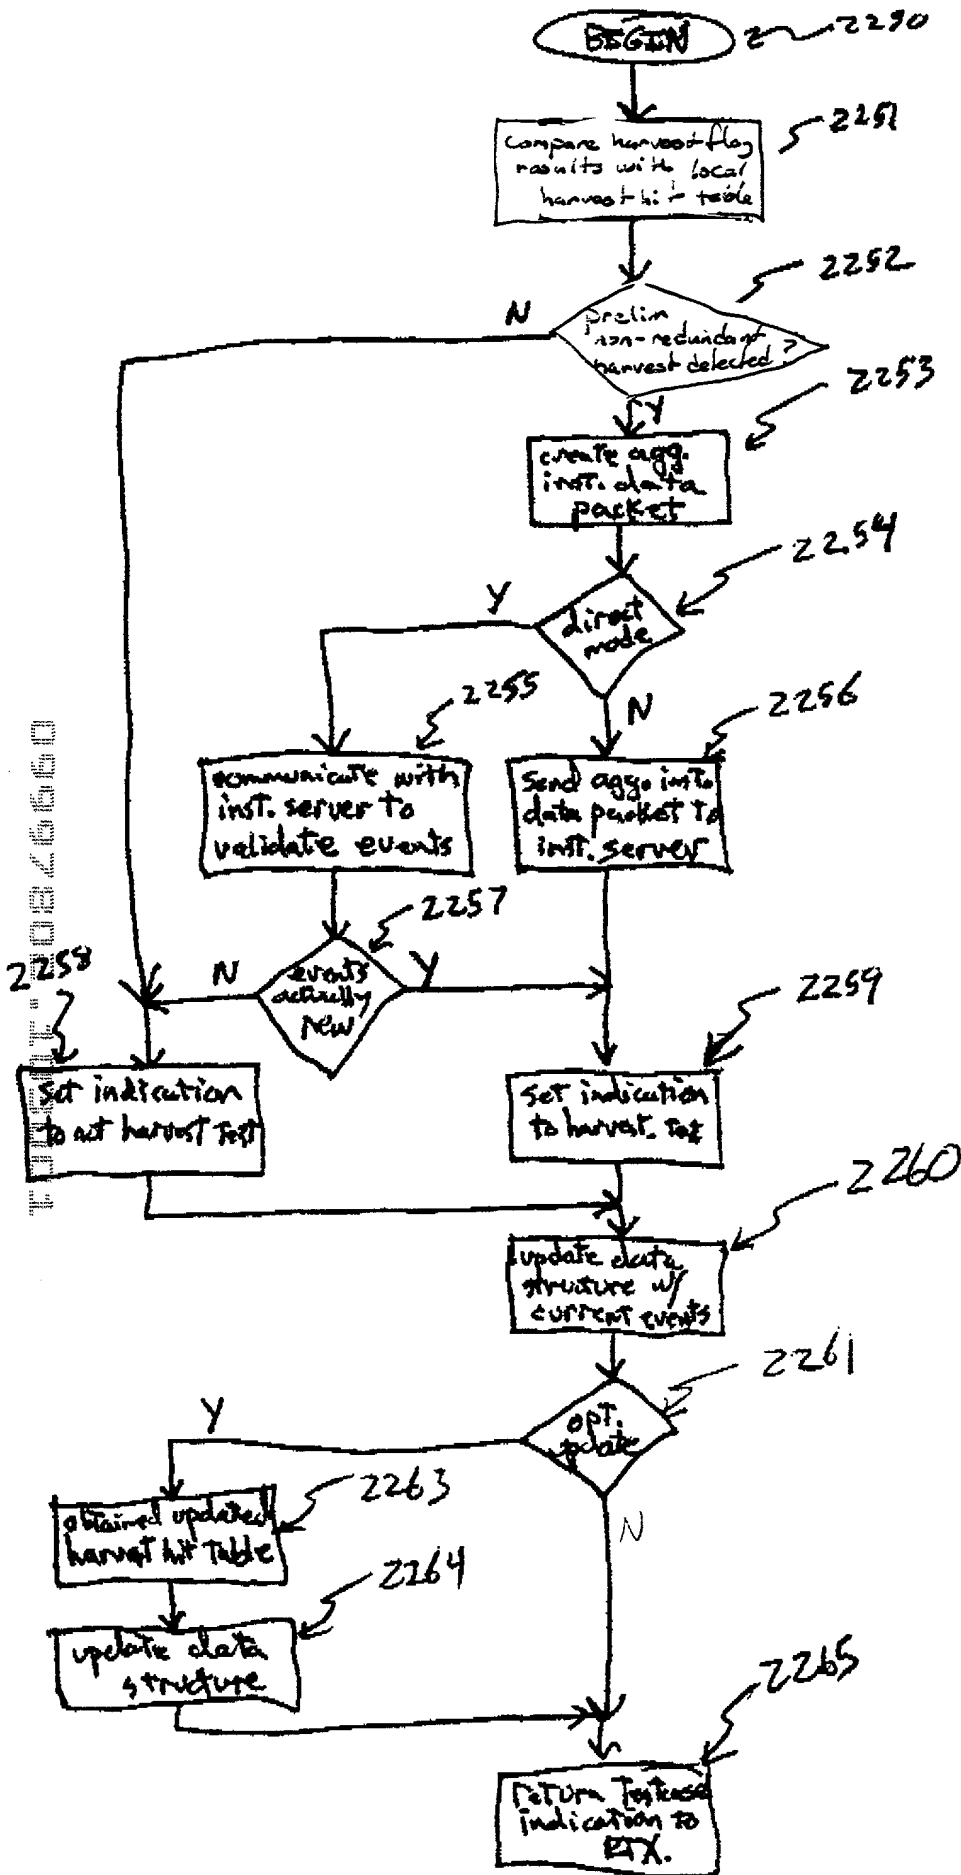 BEGIN
2290
2251
compare harvest flag
results with local
harvest hit table
2252
N
prelim
non-redundant
harvest detected?
2253
Y
create agg.
inst. data
packet
2254
Y
direct
mode
2255
N
2256
communicate with
inst. server to
validate events
send agg. inst.
data packet to
inst. server
2257
2258
N
events
actually
new
Y
2259
set indication
to not harvest test
set indication
to harvest test
2260
update data
structure w/
current events
2261
Y
opt.
update
2263
obtained updated
harvest hit table
N
2264
update data
structure
2265
return testcase
indication to
RTX.